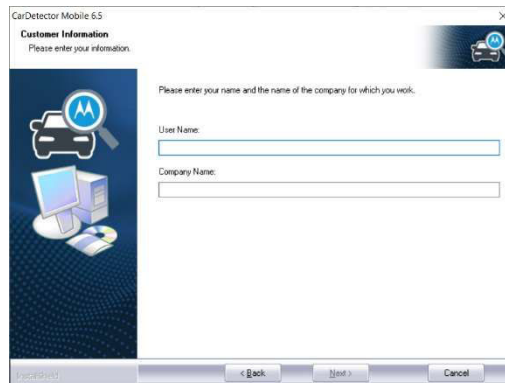 CarDetector Mobile 6.5
Customer Information
Please enter your information.
Please enter your name and the name of the company for which you work.
User Name:
Company Name:
InstallShield
< Back
Next >
Cancel